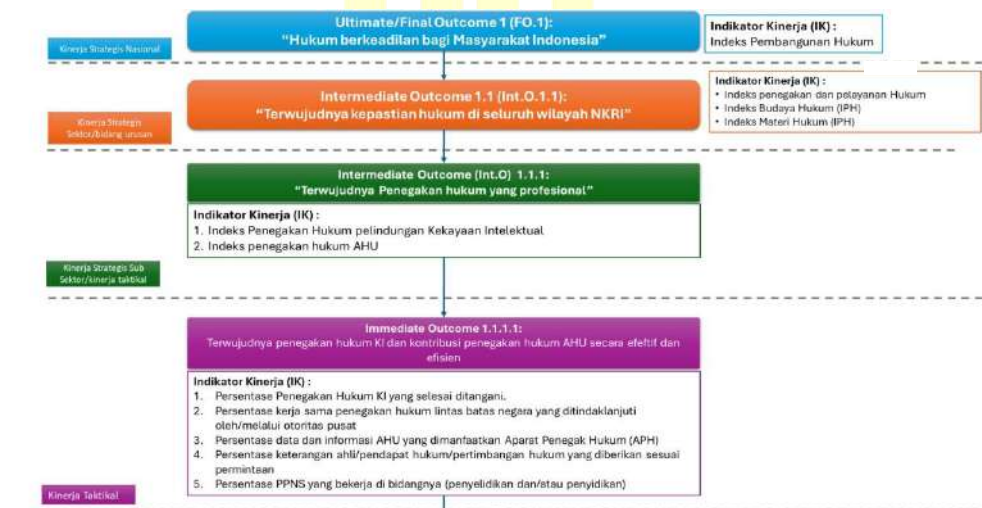 Ultimate/Final Outcome 1 (FO.1):
"Hukum berkeadilan bagi Masyarakat Indonesia"
Indikator Kinerja (IK) :
Indeks Pembangunan Hukum
Kinerja Strategis Nasional
Intermediate Outcome 1.1 (Int.O.1.1):
"Terwujudnya kepastian hukum di seluruh wilayah NKRI"
Indikator Kinerja (IK) :
• Indeks penegakan dan pelayanan Hukum
• Indeks Budaya Hukum (IPH)
• Indeks Materi Hukum (IPH)
Kinerja Strategis
Sektor/bidang urusan
Intermediate Outcome (Int.O) 1.1.1:
"Terwujudnya Penegakan hukum yang profesional"
Indikator Kinerja (IK) :
1. Indeks Penegakan Hukum pelindungan Kekayaan Intelektual
2. Indeks penegakan hukum AHU
Kinerja Strategis Sub
Sektor/kinerja taktikal
Immediate Outcome 1.1.1.1:
Terwujudnya penegakan hukum KI dan kontribusi penegakan hukum AHU secara efeftif dan
efisien
Indikator Kinerja (IK) :
1. Persentase Penegakan Hukum KI yang selesai ditangani.
2. Persentase kerja sama penegakan hukum lintas batas negara yang ditindaklanjuti
oleh/melalui otoritas pusat
3. Persentase data dan informasi AHU yang dimanfaatkan Aparat Penegak Hukum (APH)
4. Persentase keterangan ahli/pendapat hukum/pertimbangan hukum yang diberikan sesuai
permintaan
5. Persentase PPNS yang bekerja di bidangnya (penyelidikan dan/atau penyidikan)
Kinerja Taktikal